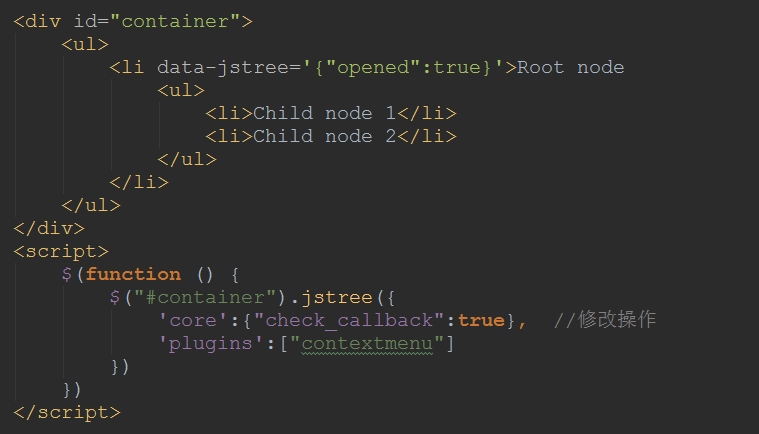 <div id="container">
    <ul>
        <li data-jstree='{"opened":true}'>Root node
            <ul>
                <li>Child node 1</li>
                <li>Child node 2</li>
            </ul>
        </li>
    </ul>
</div>
<script>
    $(function () {
        $("#container").jstree({
            'core':{"check_callback":true},  //修改操作
            'plugins':["contextmenu"]
        })
    })
</script>